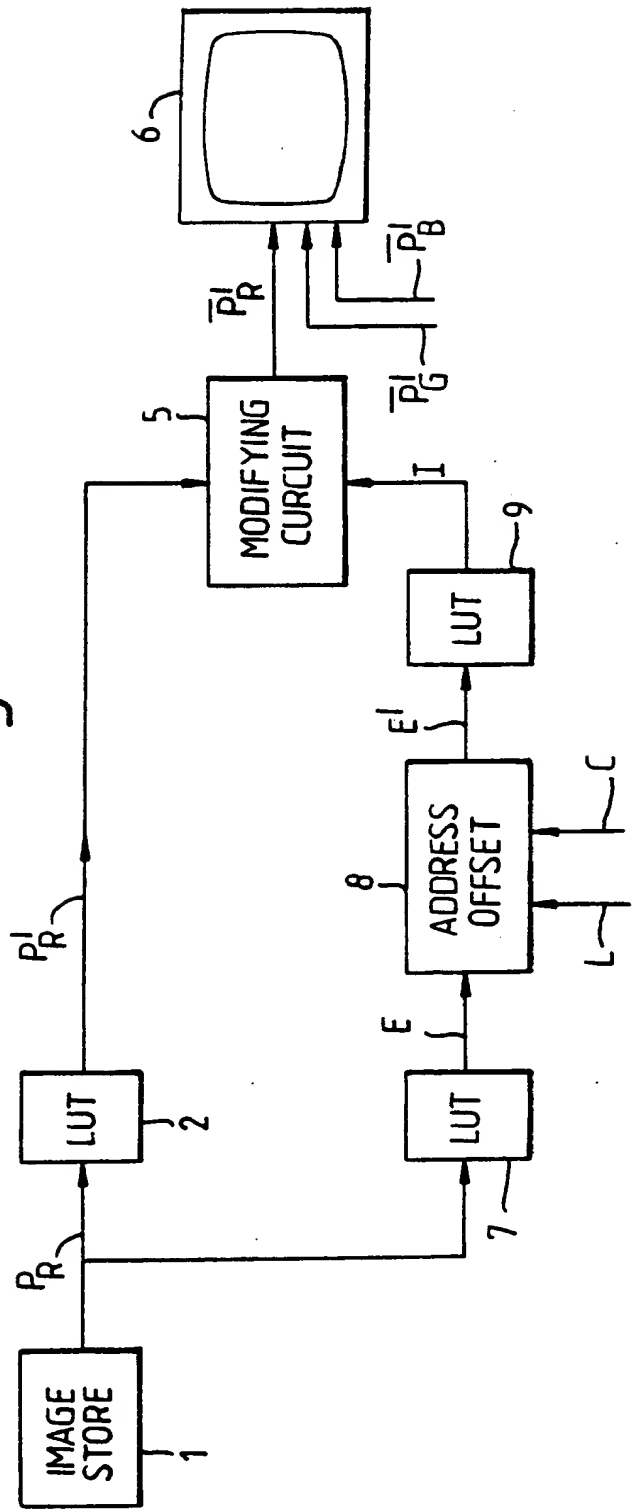 IMAGE
STORE
1
P_R
LUT
2
P'_R
LUT
7
E
ADDRESS
OFFSET
8
L
C
E'
LUT
9
I
MODIFYING
CURCUIT
5
P̅'_R
P̅'_G
P̅'_B
6